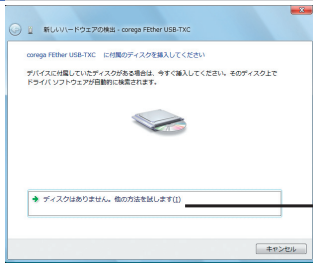 新しいハードウェアの検出 - corega FEther USB-TXC
corega FEther USB-TXC に付属のディスクを挿入してください
デバイスに付属していたディスクがある場合は、今すぐ挿入してください。そのディスク上で
ドライバ ソフトウェアが自動的に検索されます。
ディスクはありません。他の方法を試します(I)
キャンセル